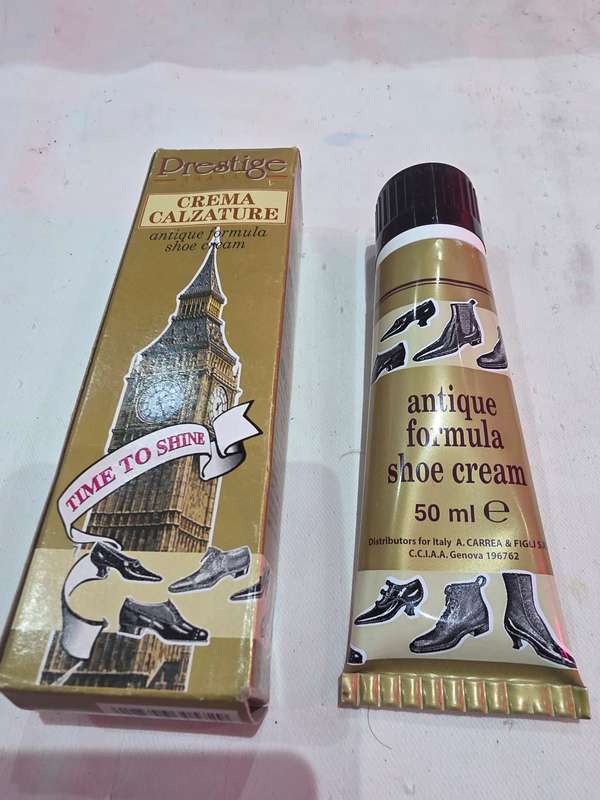 Prestige
CREMA
CALZATURE
antique formula
shoe cream
TIME TO SHINE
antique
formula
shoe cream
50 ml e
Distributors for Italy A. CARREA & FIGLI
C.C.I.A.A. Genova 196762